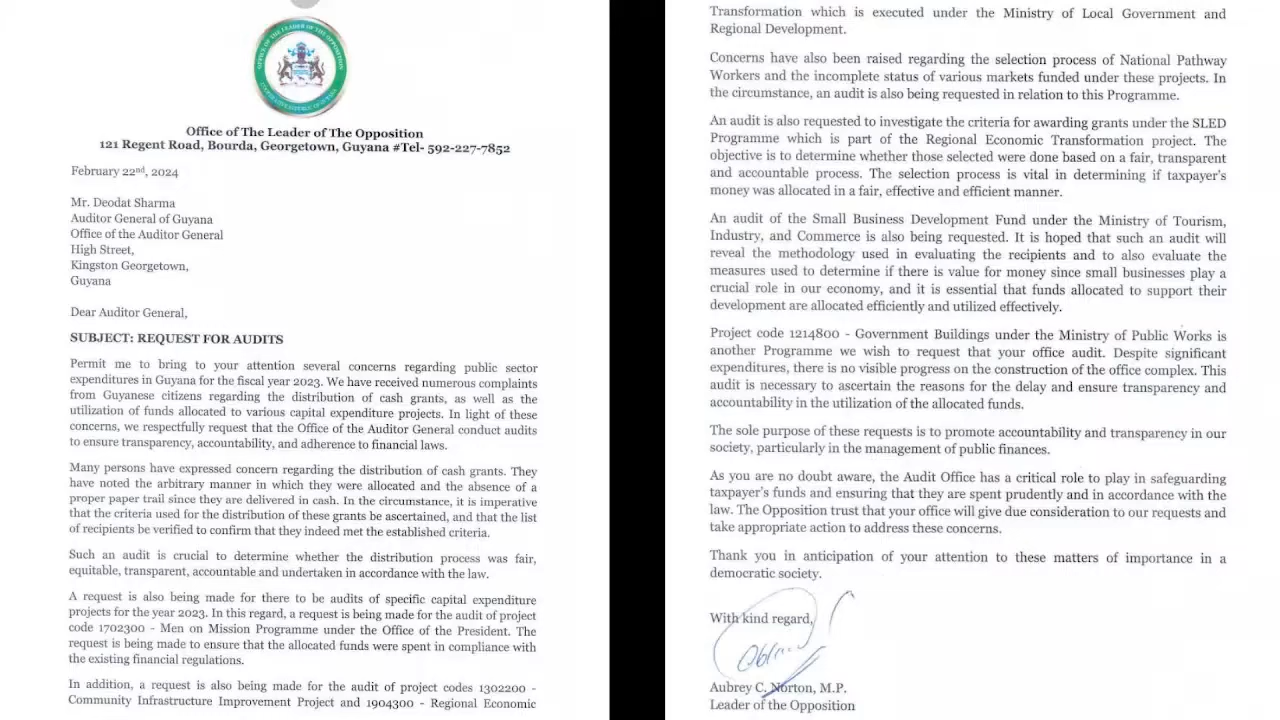 OFFICE OF THE LEADER OF THE OPPOSITION
Office of The Leader of The Opposition
121 Regent Road, Bourda, Georgetown, Guyana #Tel- 592-227-7852
February 22nd, 2024
Mr. Deodat Sharma
Auditor General of Guyana
Office of the Auditor General
High Street,
Kingston Georgetown,
Guyana
Dear Auditor General,
SUBJECT: REQUEST FOR AUDITS
Permit me to bring to your attention several concerns regarding public sector
expenditures in Guyana for the fiscal year 2023. We have received numerous complaints
from Guyanese citizens regarding the distribution of cash grants, as well as the
utilization of funds allocated to various capital expenditure projects. In light of these
concerns, we respectfully request that the Office of the Auditor General conduct audits
to ensure transparency, accountability, and adherence to financial laws.
Many persons have expressed concern regarding the distribution of cash grants. They
have noted the arbitrary manner in which they were allocated and the absence of a
proper paper trail since they are delivered in cash. In the circumstance, it is imperative
that the criteria used for the distribution of these grants be ascertained, and that the list
of recipients be verified to confirm that they indeed met the established criteria.
Such an audit is crucial to determine whether the distribution process was fair,
equitable, transparent, accountable and undertaken in accordance with the law.
A request is also being made for there to be audits of specific capital expenditure
projects for the year 2023. In this regard, a request is being made for the audit of project
code 1702300 - Men on Mission Programme under the Office of the President. The
request is being made to ensure that the allocated funds were spent in compliance with
the existing financial regulations.
In addition, a request is also being made for the audit of project codes 1302200 -
Community Infrastructure Improvement Project and 1904300 - Regional Economic
Transformation which is executed under the Ministry of Local Government and
Regional Development.
Concerns have also been raised regarding the selection process of National Pathway
Workers and the incomplete status of various markets funded under these projects. In
the circumstance, an audit is also being requested in relation to this Programme.
An audit is also requested to investigate the criteria for awarding grants under the SLED
Programme which is part of the Regional Economic Transformation project. The
objective is to determine whether those selected were done based on a fair, transparent
and accountable process. The selection process is vital in determining if taxpayer's
money was allocated in a fair, effective and efficient manner.
An audit of the Small Business Development Fund under the Ministry of Tourism,
Industry, and Commerce is also being requested. It is hoped that such an audit will
reveal the methodology used in evaluating the recipients and to also evaluate the
measures used to determine if there is value for money since small businesses play a
crucial role in our economy, and it is essential that funds allocated to support their
development are allocated efficiently and utilized effectively.
Project code 1214800 - Government Buildings under the Ministry of Public Works is
another Programme we wish to request that your office audit. Despite significant
expenditures, there is no visible progress on the construction of the office complex. This
audit is necessary to ascertain the reasons for the delay and ensure transparency and
accountability in the utilization of the allocated funds.
The sole purpose of these requests is to promote accountability and transparency in our
society, particularly in the management of public finances.
As you are no doubt aware, the Audit Office has a critical role to play in safeguarding
taxpayer's funds and ensuring that they are spent prudently and in accordance with the
law. The Opposition trust that your office will give due consideration to our requests and
take appropriate action to address these concerns.
Thank you in anticipation of your attention to these matters of importance in a
democratic society.
With kind regard,
Aubrey C. Norton, M.P.
Leader of the Opposition